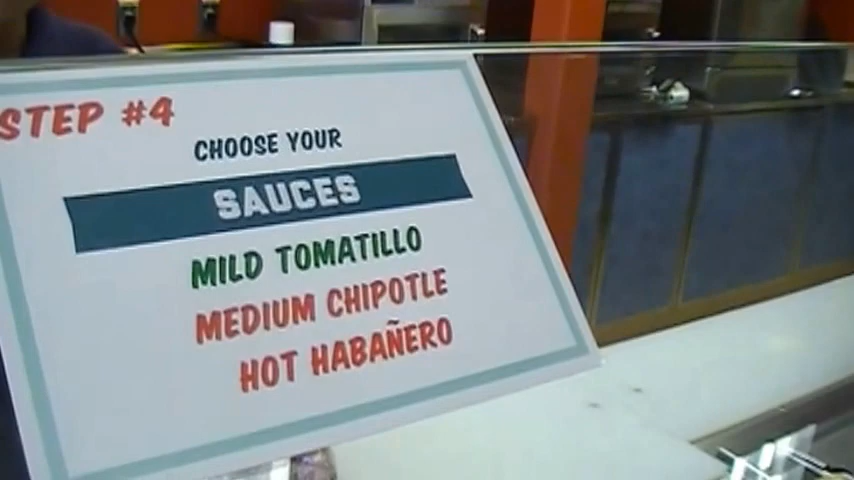 STEP #4
CHOOSE YOUR
SAUCES
MILD TOMATILLO
MEDIUM CHIPOTLE
HOT HABAÑERO